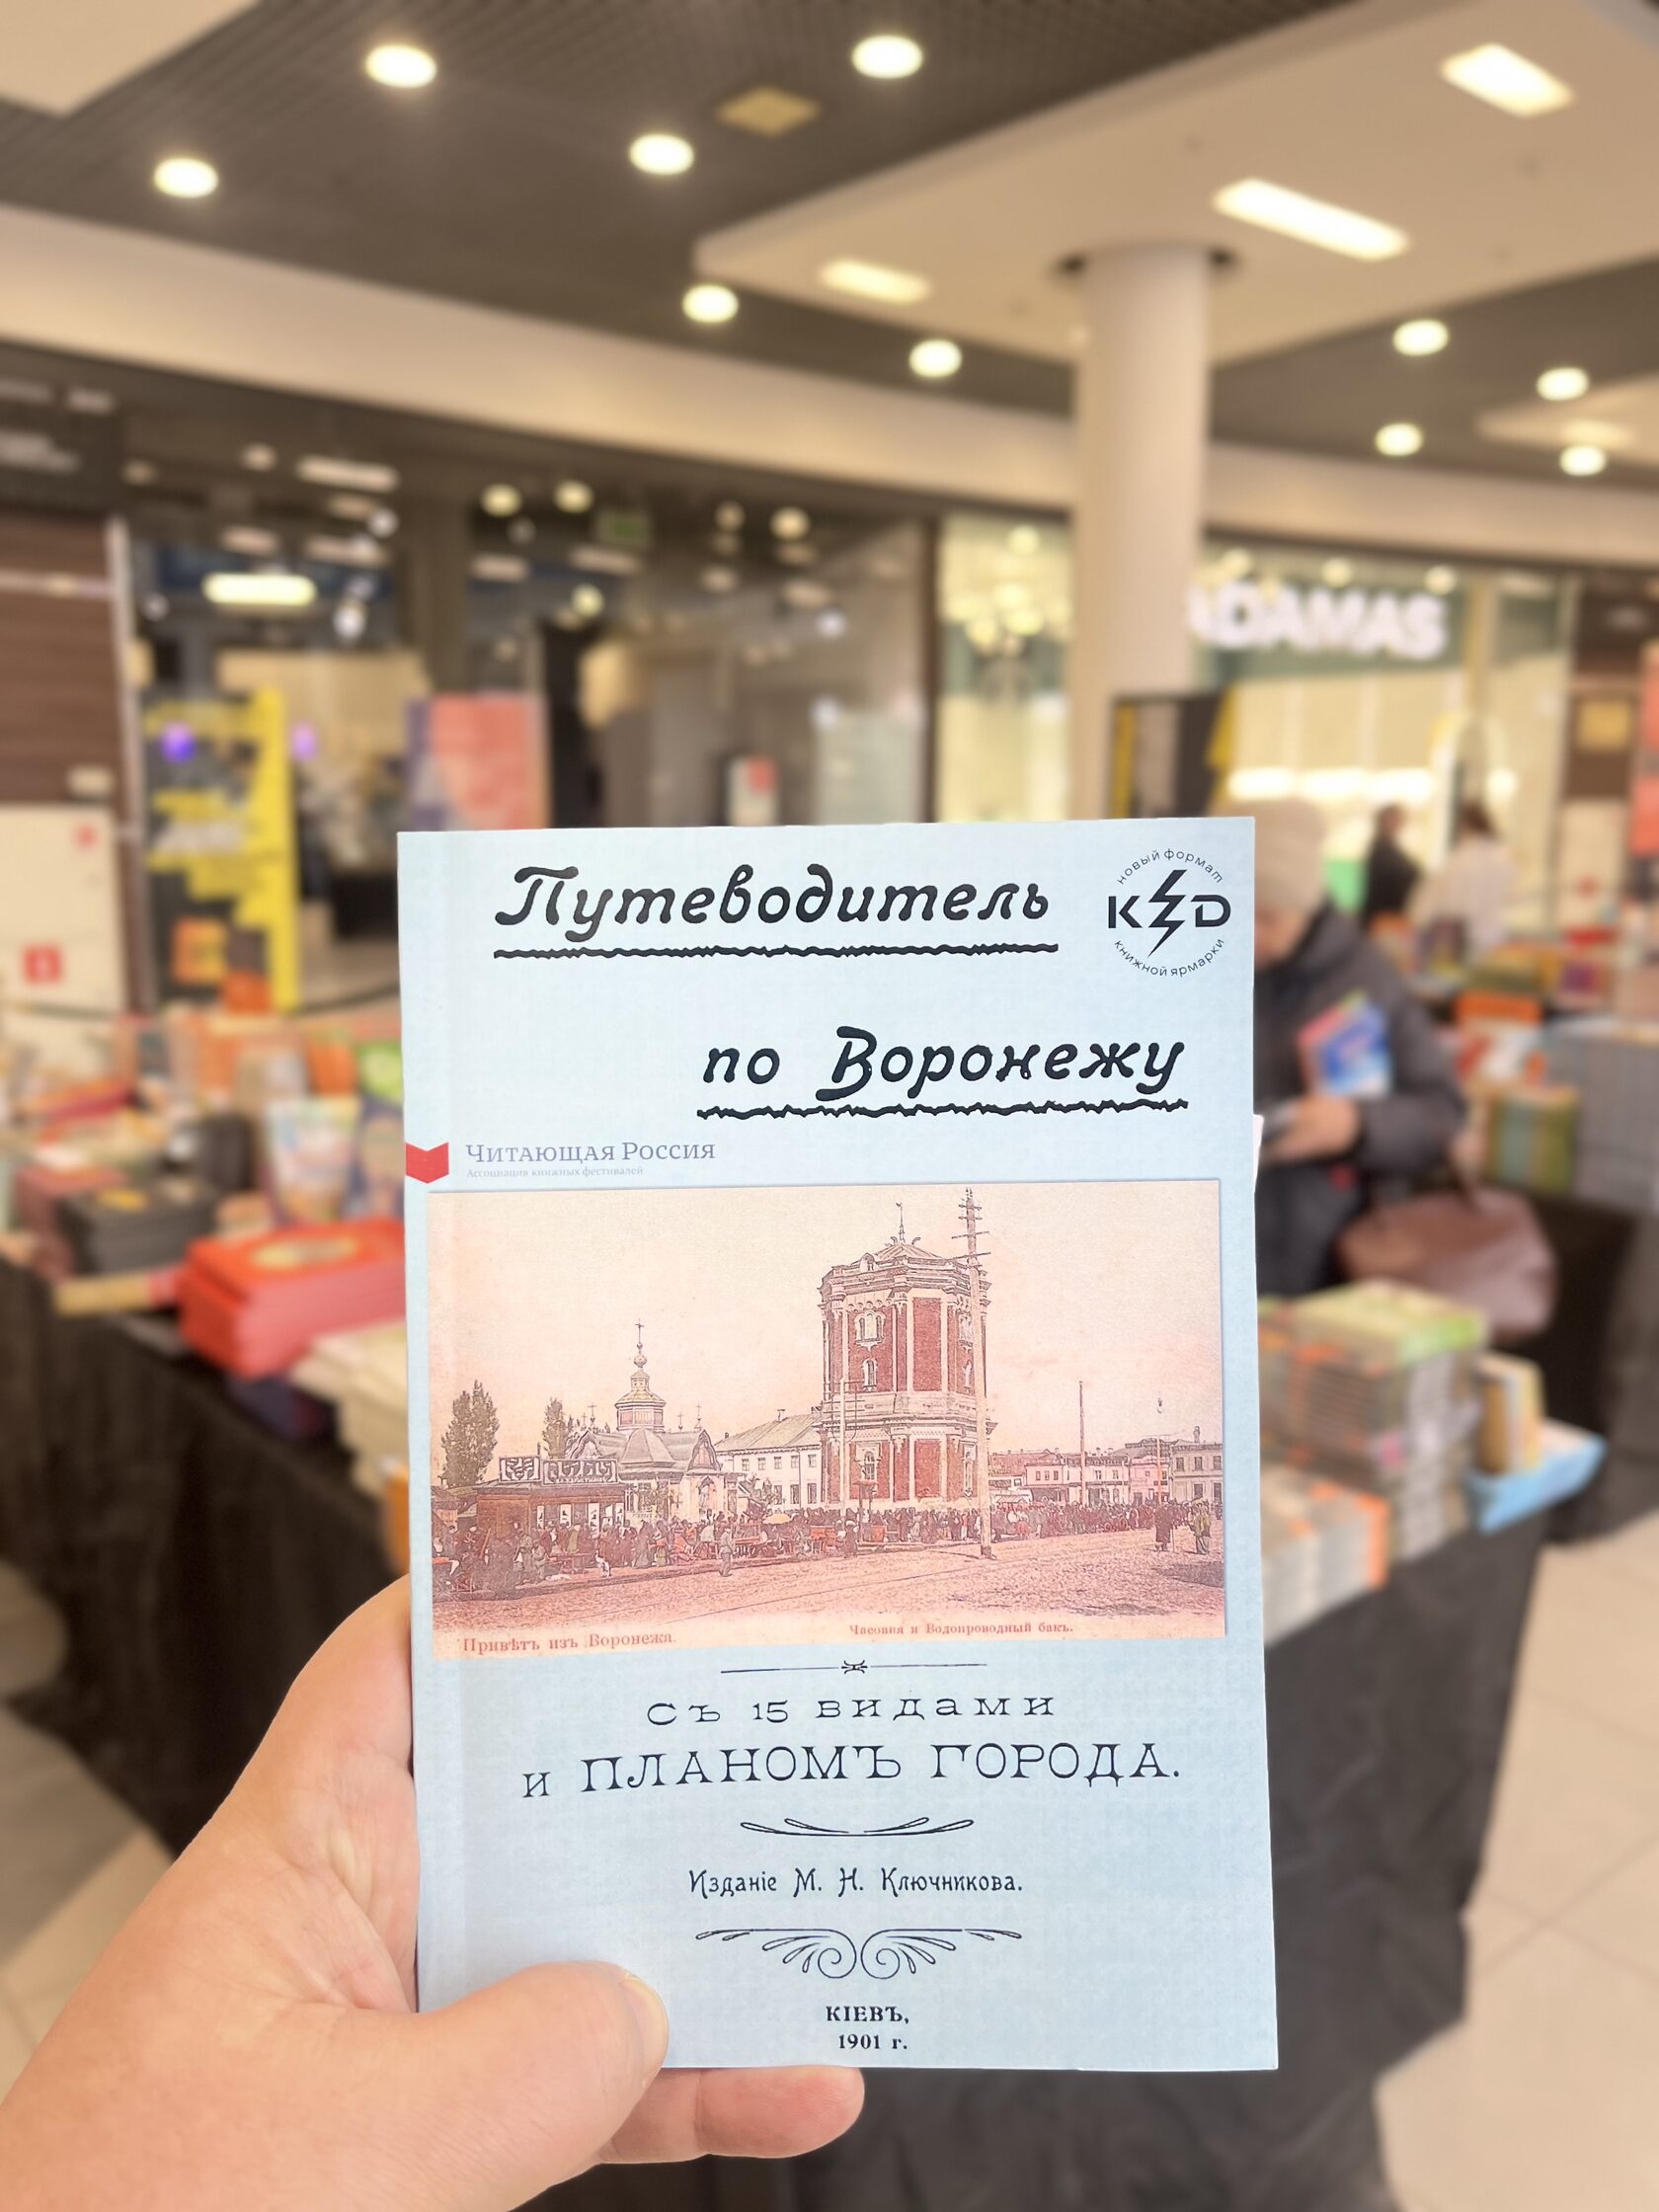 ADAMAS
Путеводитель
новый формат
KD
книжной ярмарки
по Воронежу
Читающая Россия
Ассоциация книжных фестивалей
Привѣтъ изъ Воронежа.
Часовня и Водопроводный бакъ.
съ 15 видами
и ПЛАНОМЪ ГОРОДА.
Изданіе М. Н. Ключникова.
КІЕВЪ,
1901 г.